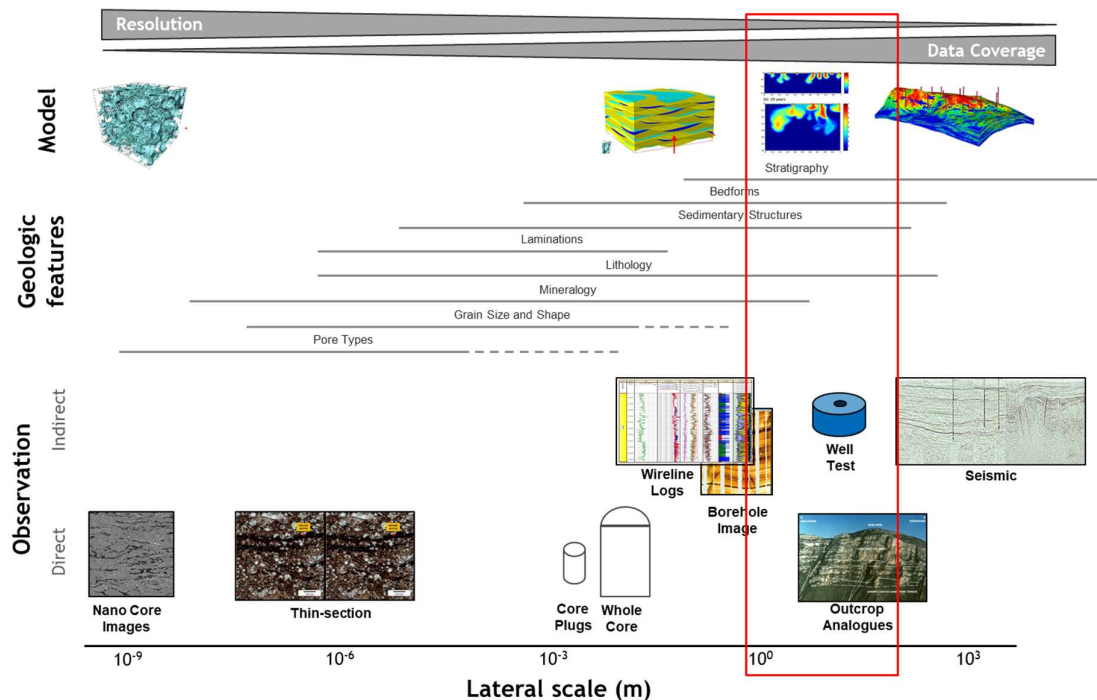 Resolution
Data Coverage
Model
Stratigraphy
Bedforms
Sedimentary Structures
Laminations
Lithology
Mineralogy
Grain Size and Shape
Pore Types
Geologic
features
Observation
Indirect
Wireline
Logs
Borehole
Image
Well
Test
Seismic
Direct
Nano Core
Images
Thin-section
Core
Plugs
Whole
Core
Outcrop
Analogues
10⁻⁹
10⁻⁶
10⁻³
10⁰
10³
Lateral scale (m)